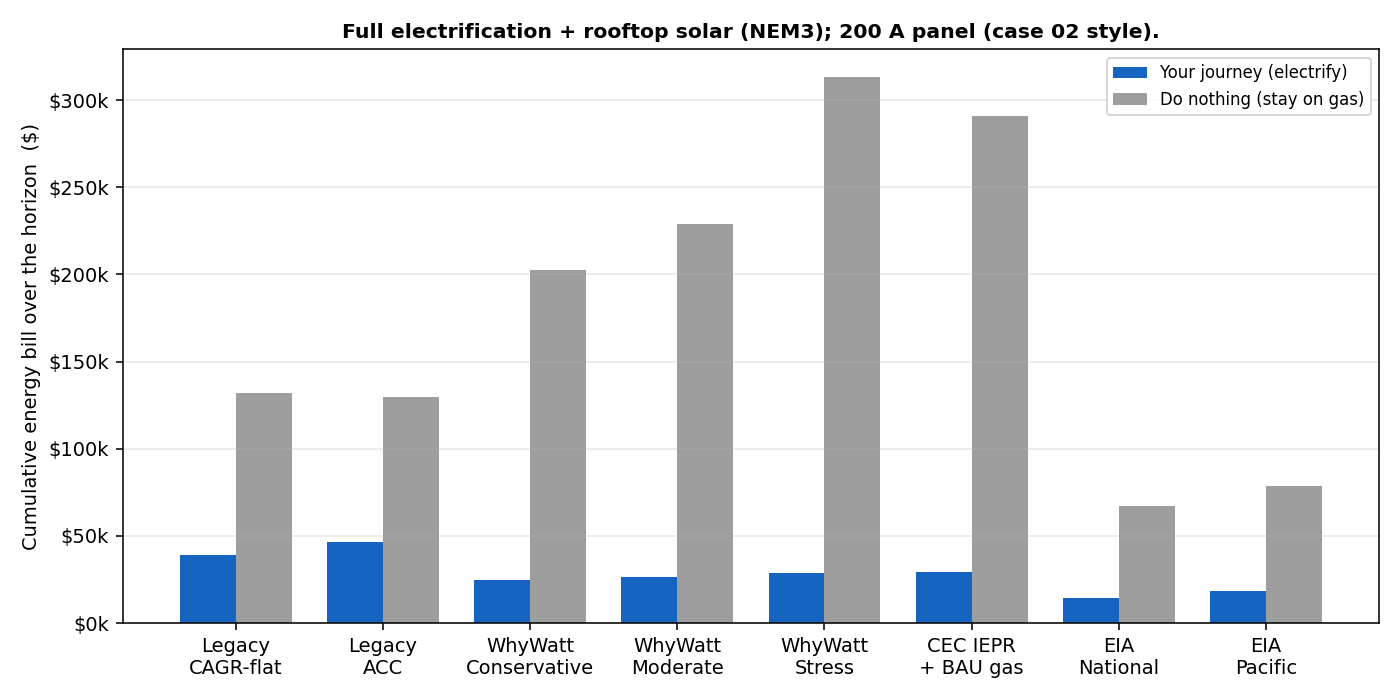 Full electrification + rooftop solar (NEM3); 200 A panel (case 02 style).
Your journey (electrify)
Do nothing (stay on gas)
Cumulative energy bill over the horizon ($)
$300k
$250k
$200k
$150k
$100k
$50k
$0k
Legacy
CAGR-flat
Legacy
ACC
WhyWatt
Conservative
WhyWatt
Moderate
WhyWatt
Stress
CEC IEPR
+ BAU gas
EIA
National
EIA
Pacific